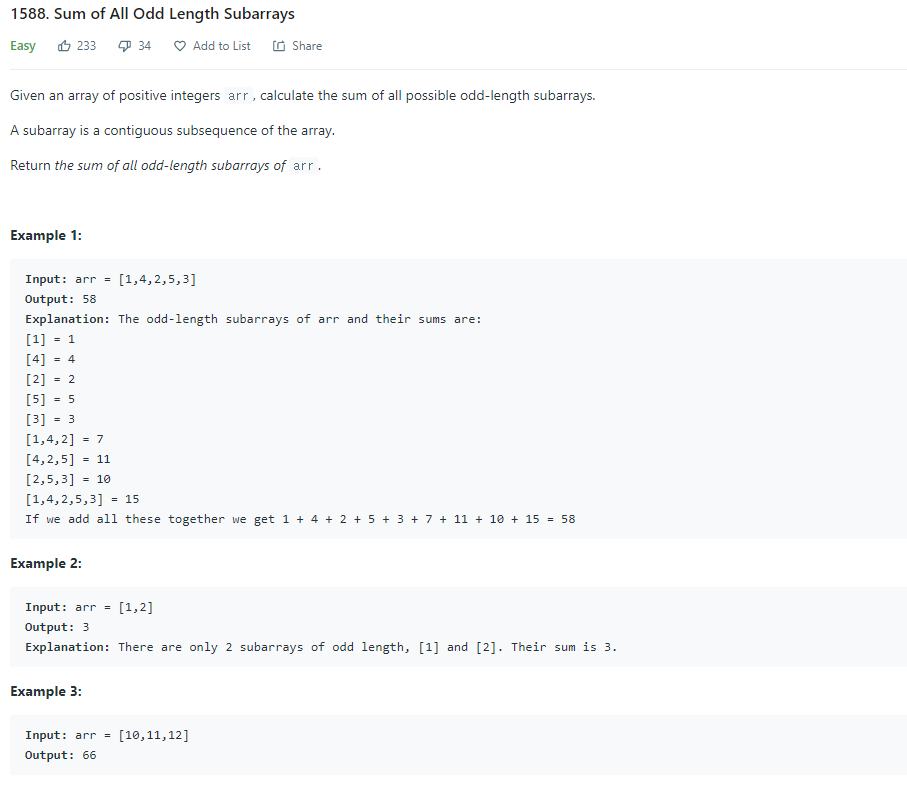 1588. Sum of All Odd Length Subarrays
Easy 233 34 Add to List Share
Given an array of positive integers arr, calculate the sum of all possible odd-length subarrays.
A subarray is a contiguous subsequence of the array.
Return the sum of all odd-length subarrays of arr.
Example 1:
Input: arr = [1,4,2,5,3]
Output: 58
Explanation: The odd-length subarrays of arr and their sums are:
[1] = 1
[4] = 4
[2] = 2
[5] = 5
[3] = 3
[1,4,2] = 7
[4,2,5] = 11
[2,5,3] = 10
[1,4,2,5,3] = 15
If we add all these together we get 1 + 4 + 2 + 5 + 3 + 7 + 11 + 10 + 15 = 58
Example 2:
Input: arr = [1,2]
Output: 3
Explanation: There are only 2 subarrays of odd length, [1] and [2]. Their sum is 3.
Example 3:
Input: arr = [10,11,12]
Output: 66